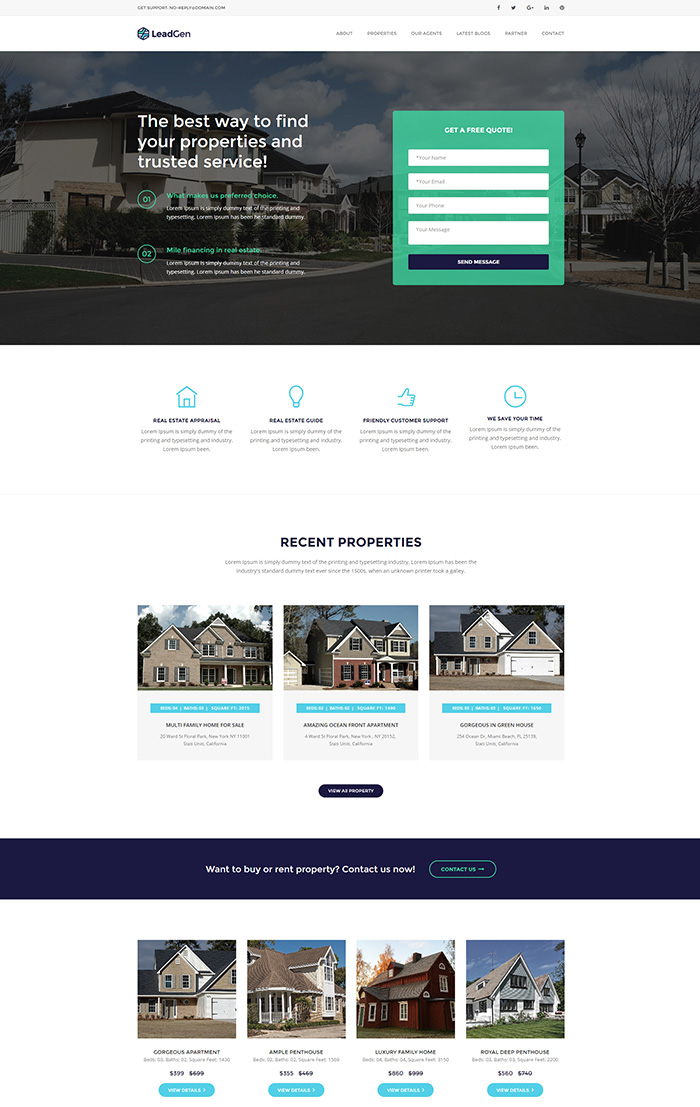 GET SUPPORT: NO-REPLY@DOMAIN.COM
LeadGen
ABOUT PROPERTIES OUR AGENTS LATEST BLOGS PARTNER CONTACT
The best way to find
your properties and
trusted service!
01
What makes us preferred choice.
Lorem Ipsum is simply dummy text of the printing and
typesetting. Lorem Ipsum has been he standard dummy.
02
Mile financing in real estate.
Lorem Ipsum is simply dummy text of the printing and
typesetting. Lorem Ipsum has been he standard dummy.
GET A FREE QUOTE!
*Your Name
*Your Email
Your Phone
Your Message
SEND MESSAGE
REAL ESTATE APPRAISAL
Lorem Ipsum is simply dummy of the
printing and typesetting and industry.
Lorem Ipsum been.
REAL ESTATE GUIDE
Lorem Ipsum is simply dummy of the
printing and typesetting and industry.
Lorem Ipsum been.
FRIENDLY CUSTOMER SUPPORT
Lorem Ipsum is simply dummy of the
printing and typesetting and industry.
Lorem Ipsum been.
WE SAVE YOUR TIME
Lorem Ipsum is simply dummy of the
printing and typesetting and industry.
Lorem Ipsum been.
RECENT PROPERTIES
Lorem Ipsum is simply dummy text of the printing and typesetting industry. Lorem Ipsum has been the
industry's standard dummy text ever since the 1500s, when an unknown printer took a galley.
BEDS: | BATHS: | SQUARE FT:
MULTI FAMILY HOME FOR SALE
20 Ward St Floral Park, New York NY 11001
Stati Unit, California
BEDS: | BATHS: | SQUARE FT:
AMAZING OCEAN FRONT APARTMENT
4 Ward St Floral Park, New York , NY 20152,
Stati Unit, California
BEDS: | BATHS: | SQUARE FT:
GORGEOUS IN GREEN HOUSE
254 Ocean Dr, Miami Beach, FL 25139,
Stati Unit, California
VIEW All PROPERTY
Want to buy or rent property? Contact us now!
CONTACT US
GORGEOUS APARTMENT
Beds: 03, Baths: 02, Square Feet: 1430
$399 $699
VIEW DETAILS
AMPLE PENTHOUSE
Beds: 02, Baths: 02, Square Feet: 1500
$355 $469
VIEW DETAILS
LUXURY FAMILY HOME
Beds: 04, Baths: 04, Square Feet: 3150
$860 $999
VIEW DETAILS
ROYAL DEEP PENTHOUSE
Beds: 03, Baths: 03, Square Feet: 2200
$560 $740
VIEW DETAILS